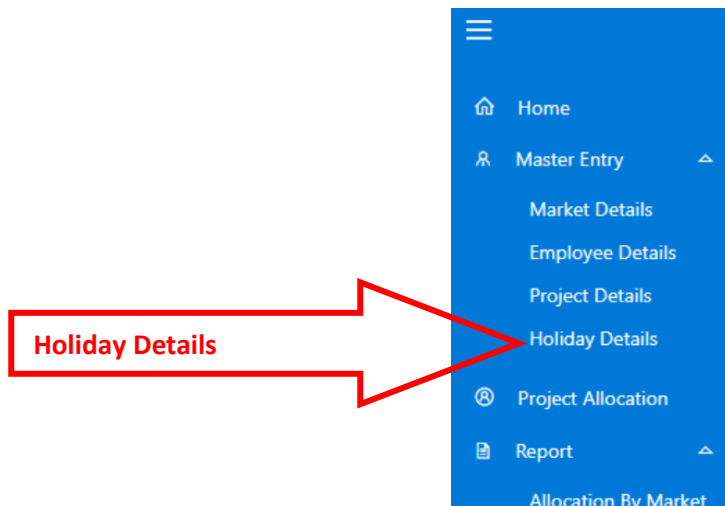 Home
Master Entry
Market Details
Employee Details
Project Details
Holiday Details
Holiday Details
Project Allocation
Report
Allocation By Market